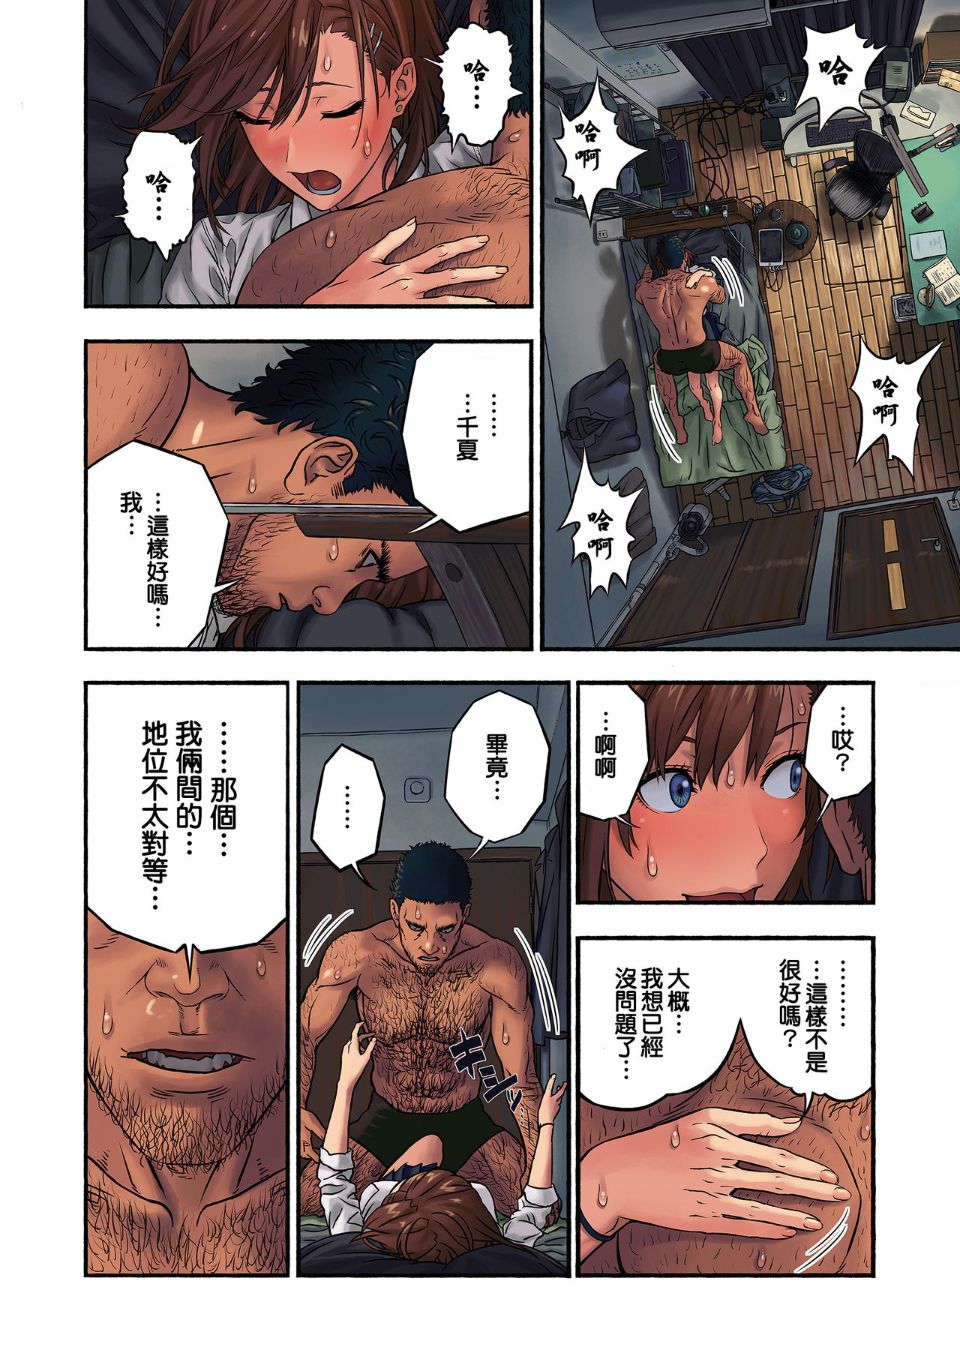 哈
哈啊
哈啊
哈啊
哈…
哈…
……
…千夏
…這樣好嗎…
我…
…哎?
…啊啊
………
…這樣不是
很好嗎?
大概…
我想已經
沒問題了…
畢竟…
……
キシッ…
……那個…
我倆間的…
地位不太對等…